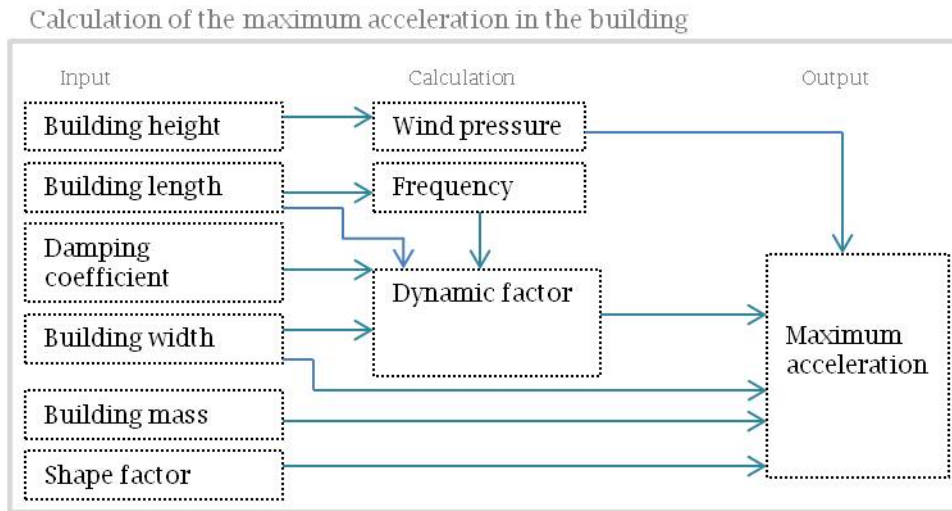 Calculation of the maximum acceleration in the building
Input
Calculation
Output
Building height
Wind pressure
Building length
Frequency
Damping
coefficient
Dynamic factor
Building width
Maximum
acceleration
Building mass
Shape factor